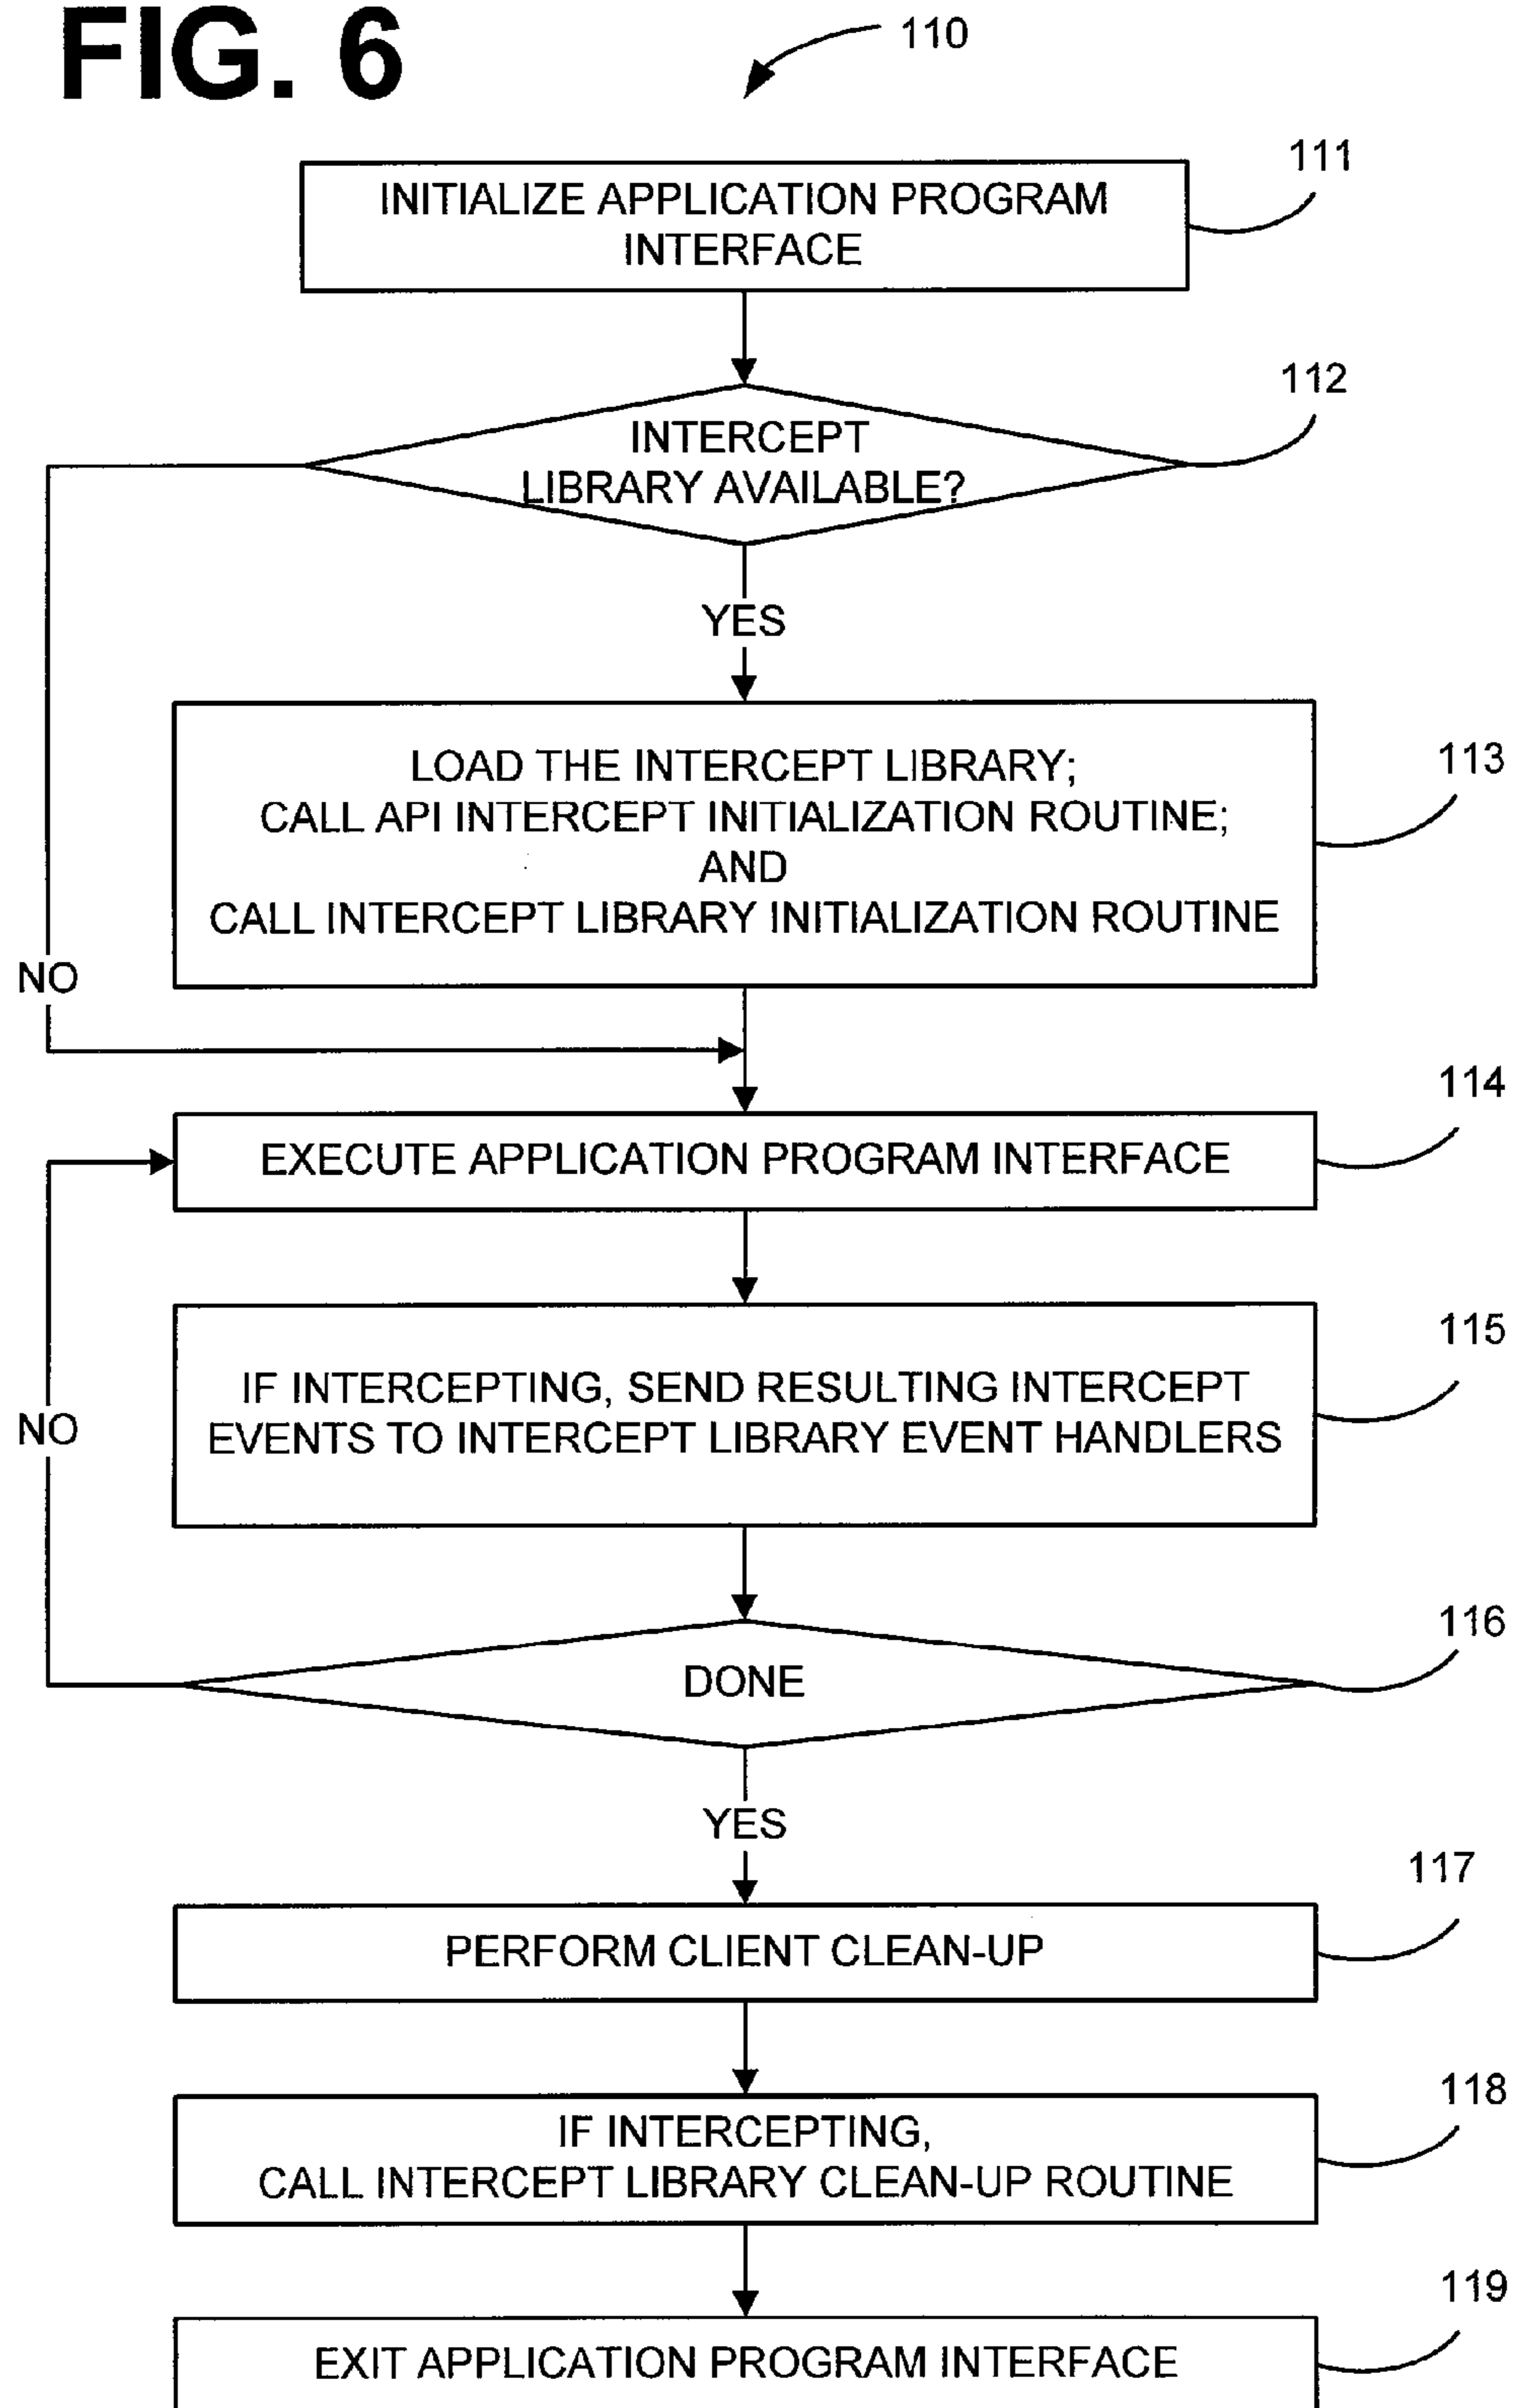 FIG. 6
110
111
INITIALIZE APPLICATION PROGRAM
INTERFACE
112
INTERCEPT
LIBRARY AVAILABLE?
YES
113
LOAD THE INTERCEPT LIBRARY;
CALL API INTERCEPT INITIALIZATION ROUTINE;
AND
CALL INTERCEPT LIBRARY INITIALIZATION ROUTINE
NO
114
EXECUTE APPLICATION PROGRAM INTERFACE
115
IF INTERCEPTING, SEND RESULTING INTERCEPT
EVENTS TO INTERCEPT LIBRARY EVENT HANDLERS
NO
116
DONE
YES
117
PERFORM CLIENT CLEAN-UP
118
IF INTERCEPTING,
CALL INTERCEPT LIBRARY CLEAN-UP ROUTINE
119
EXIT APPLICATION PROGRAM INTERFACE